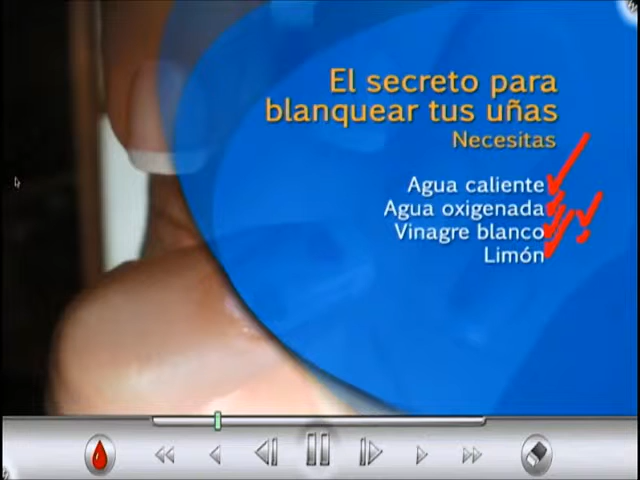 El secreto para
blanquear tus uñas
Necesitas
Agua caliente
Agua oxigenada
Vinagre blanco
Limón